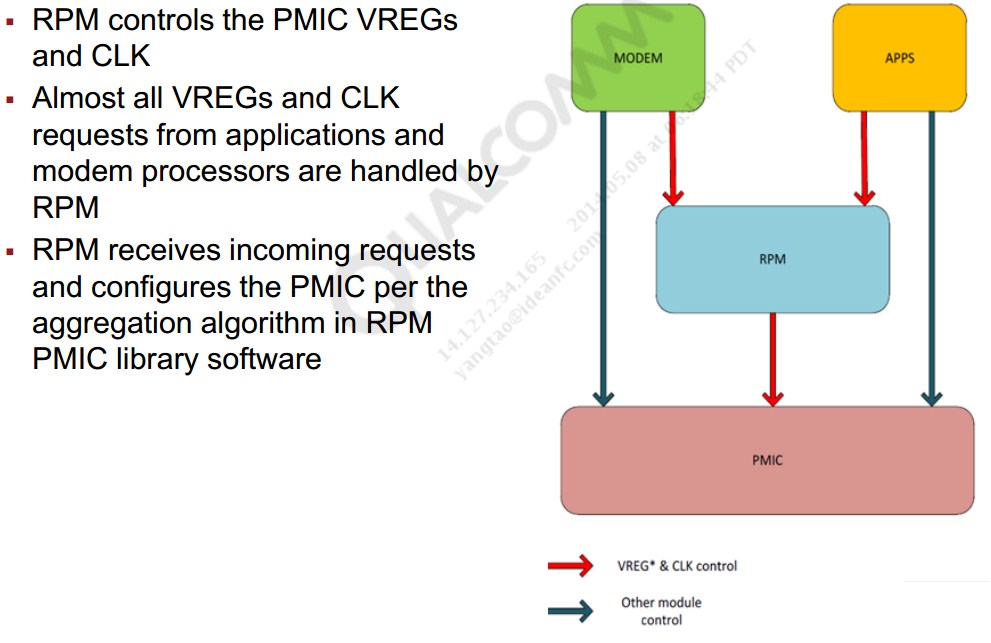 RPM controls the PMIC VREGs
and CLK
Almost all VREGs and CLK
requests from applications and
modem processors are handled by
RPM
RPM receives incoming requests
and configures the PMIC per the
aggregation algorithm in RPM
PMIC library software
MODEM
APPS
RPM
PMIC
VREG* & CLK control
Other module
control
QUALCOMM
14.127.234.165
2014.05.08 at 06:18:44 PDT
yangtao@ideanfc.com